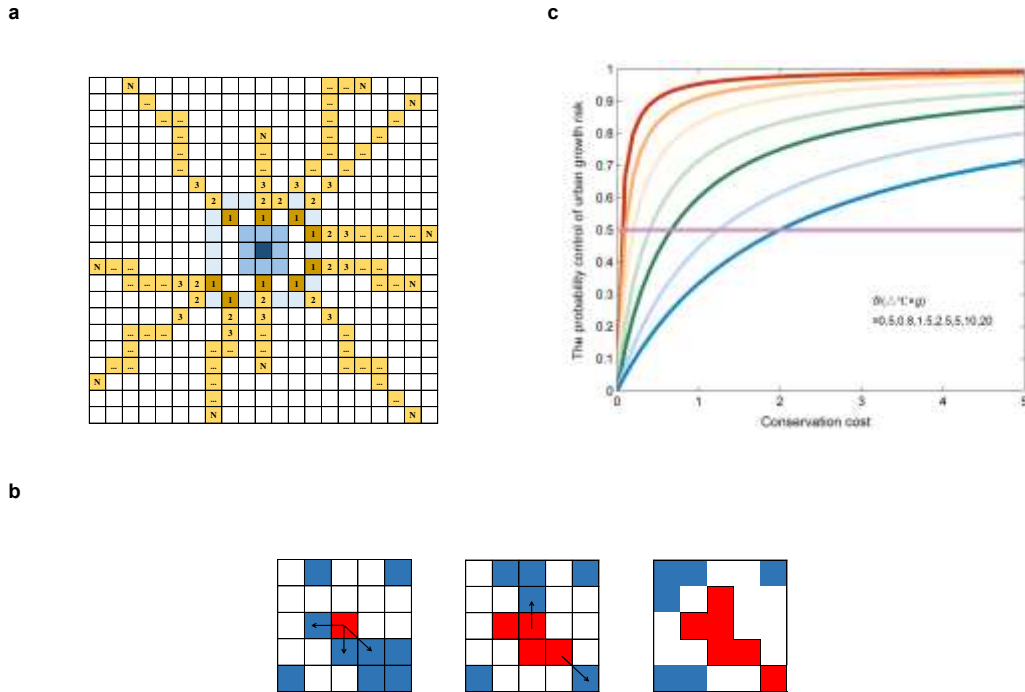 a
N ... ... N
... N
... ... ... ...
... N ... ...
... ... ... ... ...
... ... ... ...
3 3 3 3
2 2 2 2
1 1 1
1 2 3 ... ... ... ... N
N ... ... 1 2 3 ... ...
... ... ... 3 2 1 1 1 ... ... N
2 1 2 2
3 2 3 3
... ... ... 3 ... ...
... ... ... ... ...
... ... ... N ... ... ...
N ... ...
... ...
N N
c
The probability control of urban growth risk
1
0.9
0.8
0.7
0.6
0.5
0.4
0.3
0.2
0.1
0
θ(△℃•g)
=0.5,0.8,1.5,2.5,5,10,20
0 1 2 3 4 5
Conservation cost
b